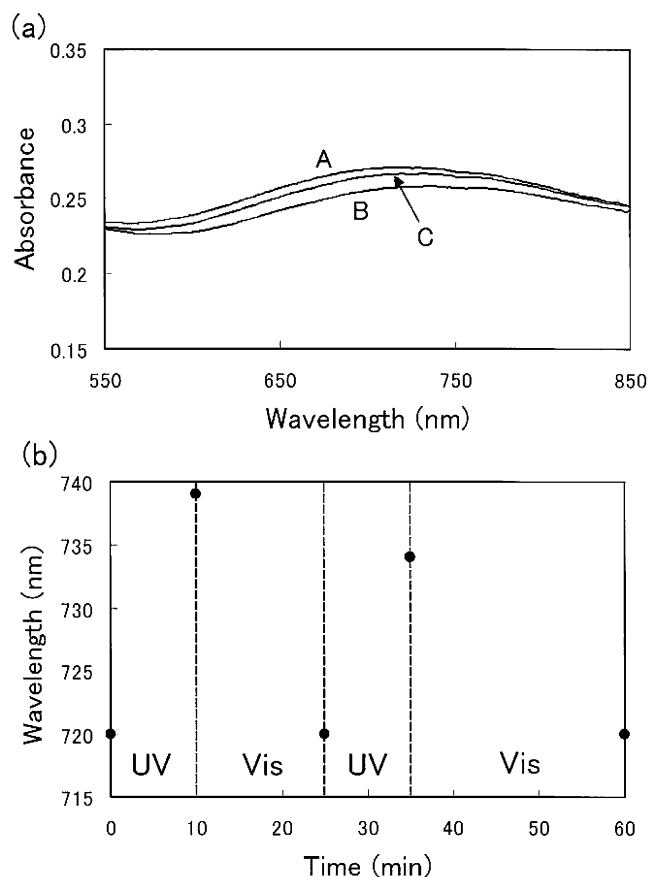 (a)
0.35
0.3
0.25
0.2
0.15
Absorbance
A
B
C
550 650 750 850
Wavelength (nm)
(b)
740
735
730
725
720
715
Wavelength (nm)
UV Vis UV Vis
0 10 20 30 40 50 60
Time (min)